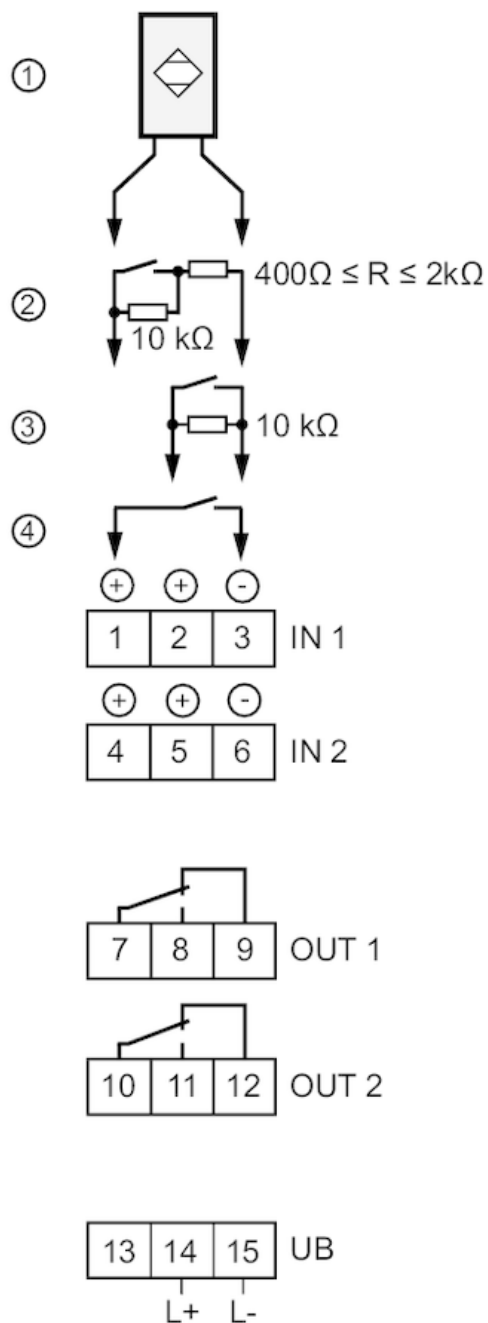 ①
② 400Ω ≤ R ≤ 2kΩ
10 kΩ
③ 10 kΩ
④
+ + -
1 2 3 IN 1
+ + -
4 5 6 IN 2
7 8 9 OUT 1
10 11 12 OUT 2
13 14 15 UB
L+ L-